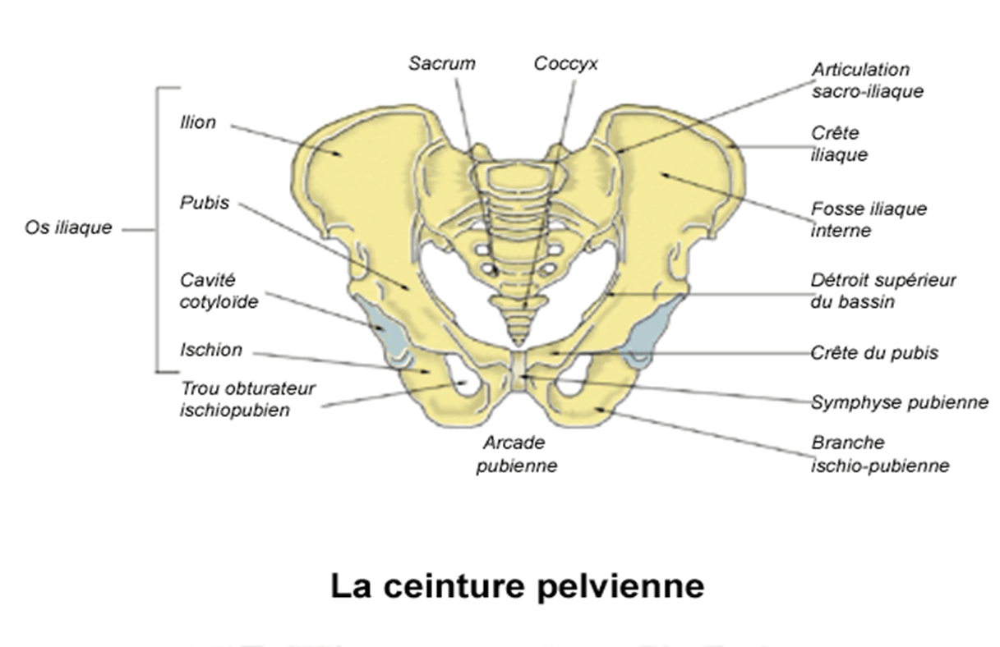 Sacrum
Coccyx
Articulation
sacro-iliaque
Ilion
Crête
iliaque
Pubis
Fosse iliaque
interne
Os iliaque
Cavité
cotyloïde
Détroit supérieur
du bassin
Ischion
Crête du pubis
Trou obturateur
ischiopubien
Symphyse pubienne
Arcade
pubienne
Branche
ischio-pubienne
La ceinture pelvienne